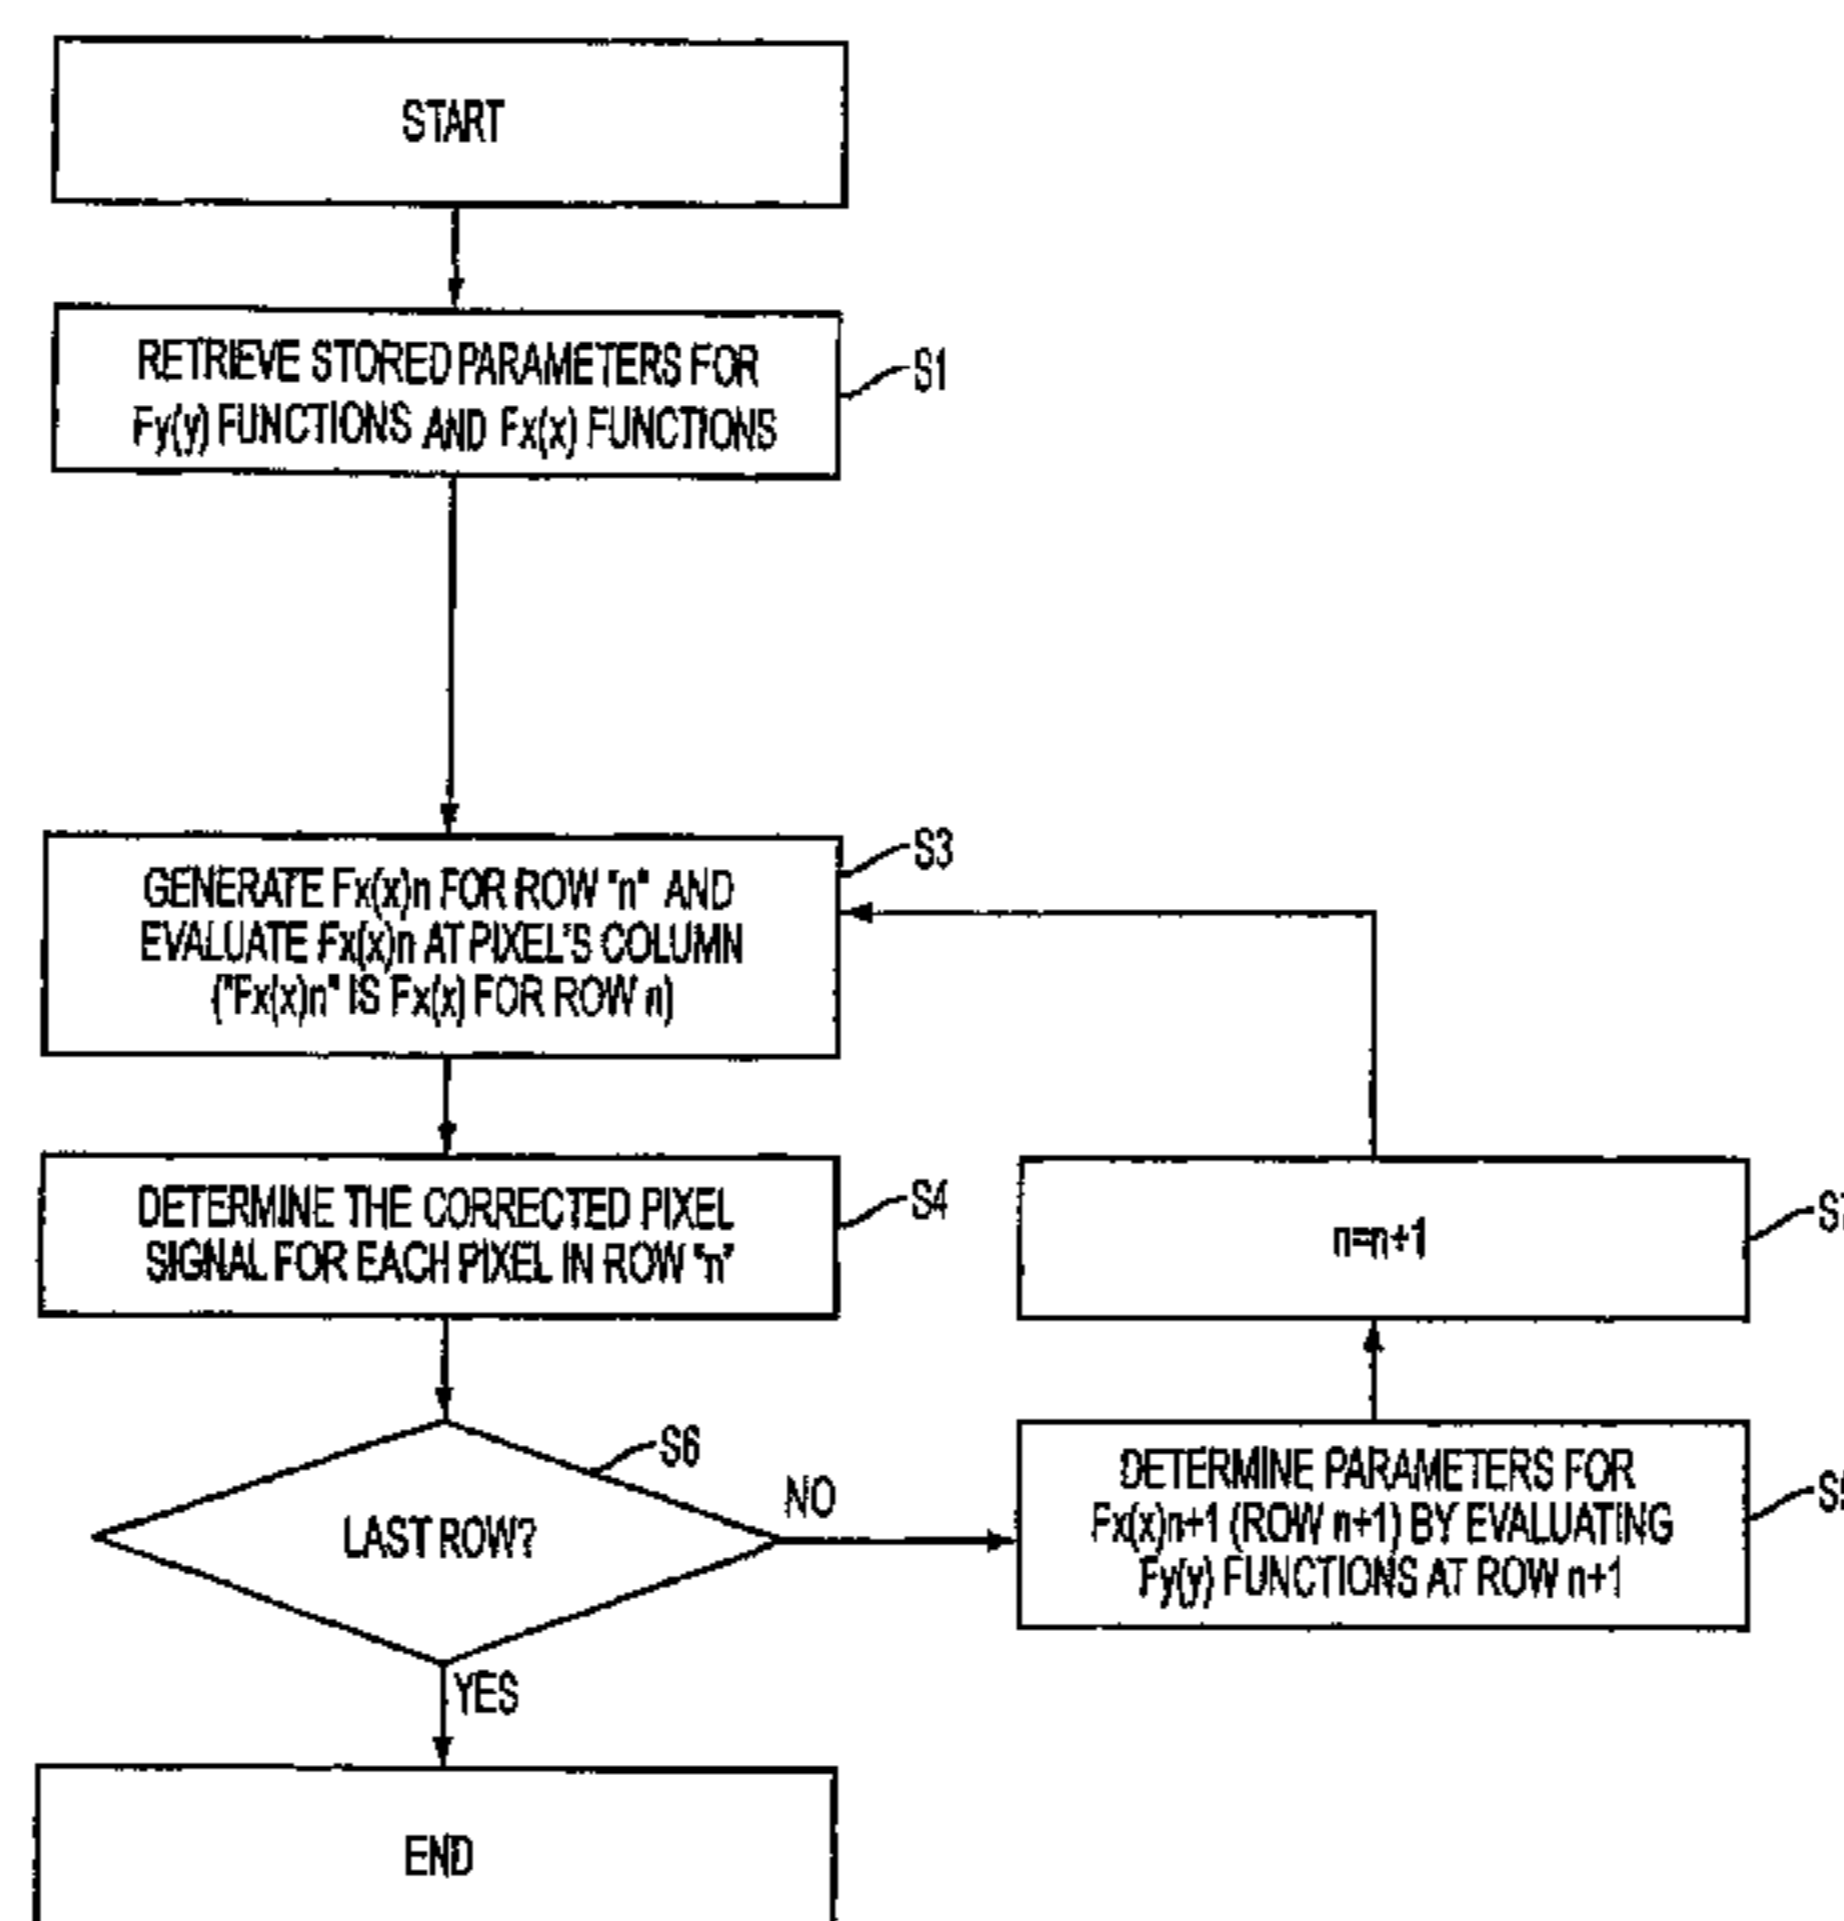 START
RETRIEVE STORED PARAMETERS FOR
Fy(y) FUNCTIONS AND Fx(x) FUNCTIONS
S1
GENERATE Fx(x)n FOR ROW "n" AND
EVALUATE Fx(x)n AT PIXEL'S COLUMN
("Fx(x)n" IS Fx(x) FOR ROW n)
S3
DETERMINE THE CORRECTED PIXEL
SIGNAL FOR EACH PIXEL IN ROW "n"
S4
n=n+1
LAST ROW?
S6
NO
YES
DETERMINE PARAMETERS FOR
Fx(x)n+1 (ROW n+1) BY EVALUATING
Fy(y) FUNCTIONS AT ROW n+1
END